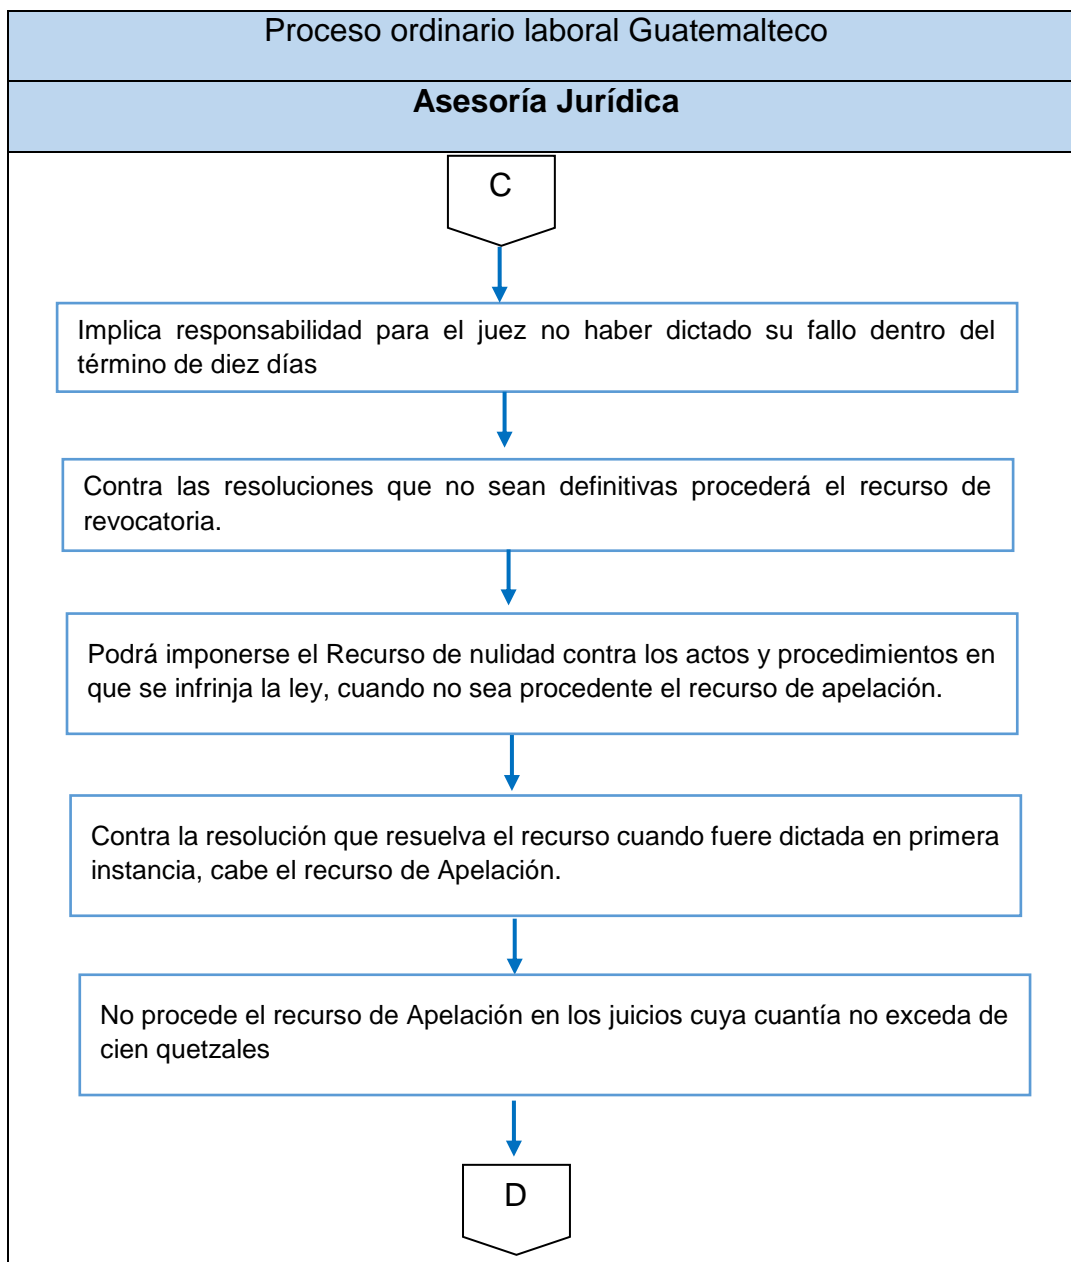 Proceso ordinario laboral Guatemalteco
Asesoría Jurídica
C
Implica responsabilidad para el juez no haber dictado su fallo dentro del
término de diez días
Contra las resoluciones que no sean definitivas procederá el recurso de
revocatoria.
Podrá imponerse el Recurso de nulidad contra los actos y procedimientos en
que se infrinja la ley, cuando no sea procedente el recurso de apelación.
Contra la resolución que resuelva el recurso cuando fuere dictada en primera
instancia, cabe el recurso de Apelación.
No procede el recurso de Apelación en los juicios cuya cuantía no exceda de
cien quetzales
D